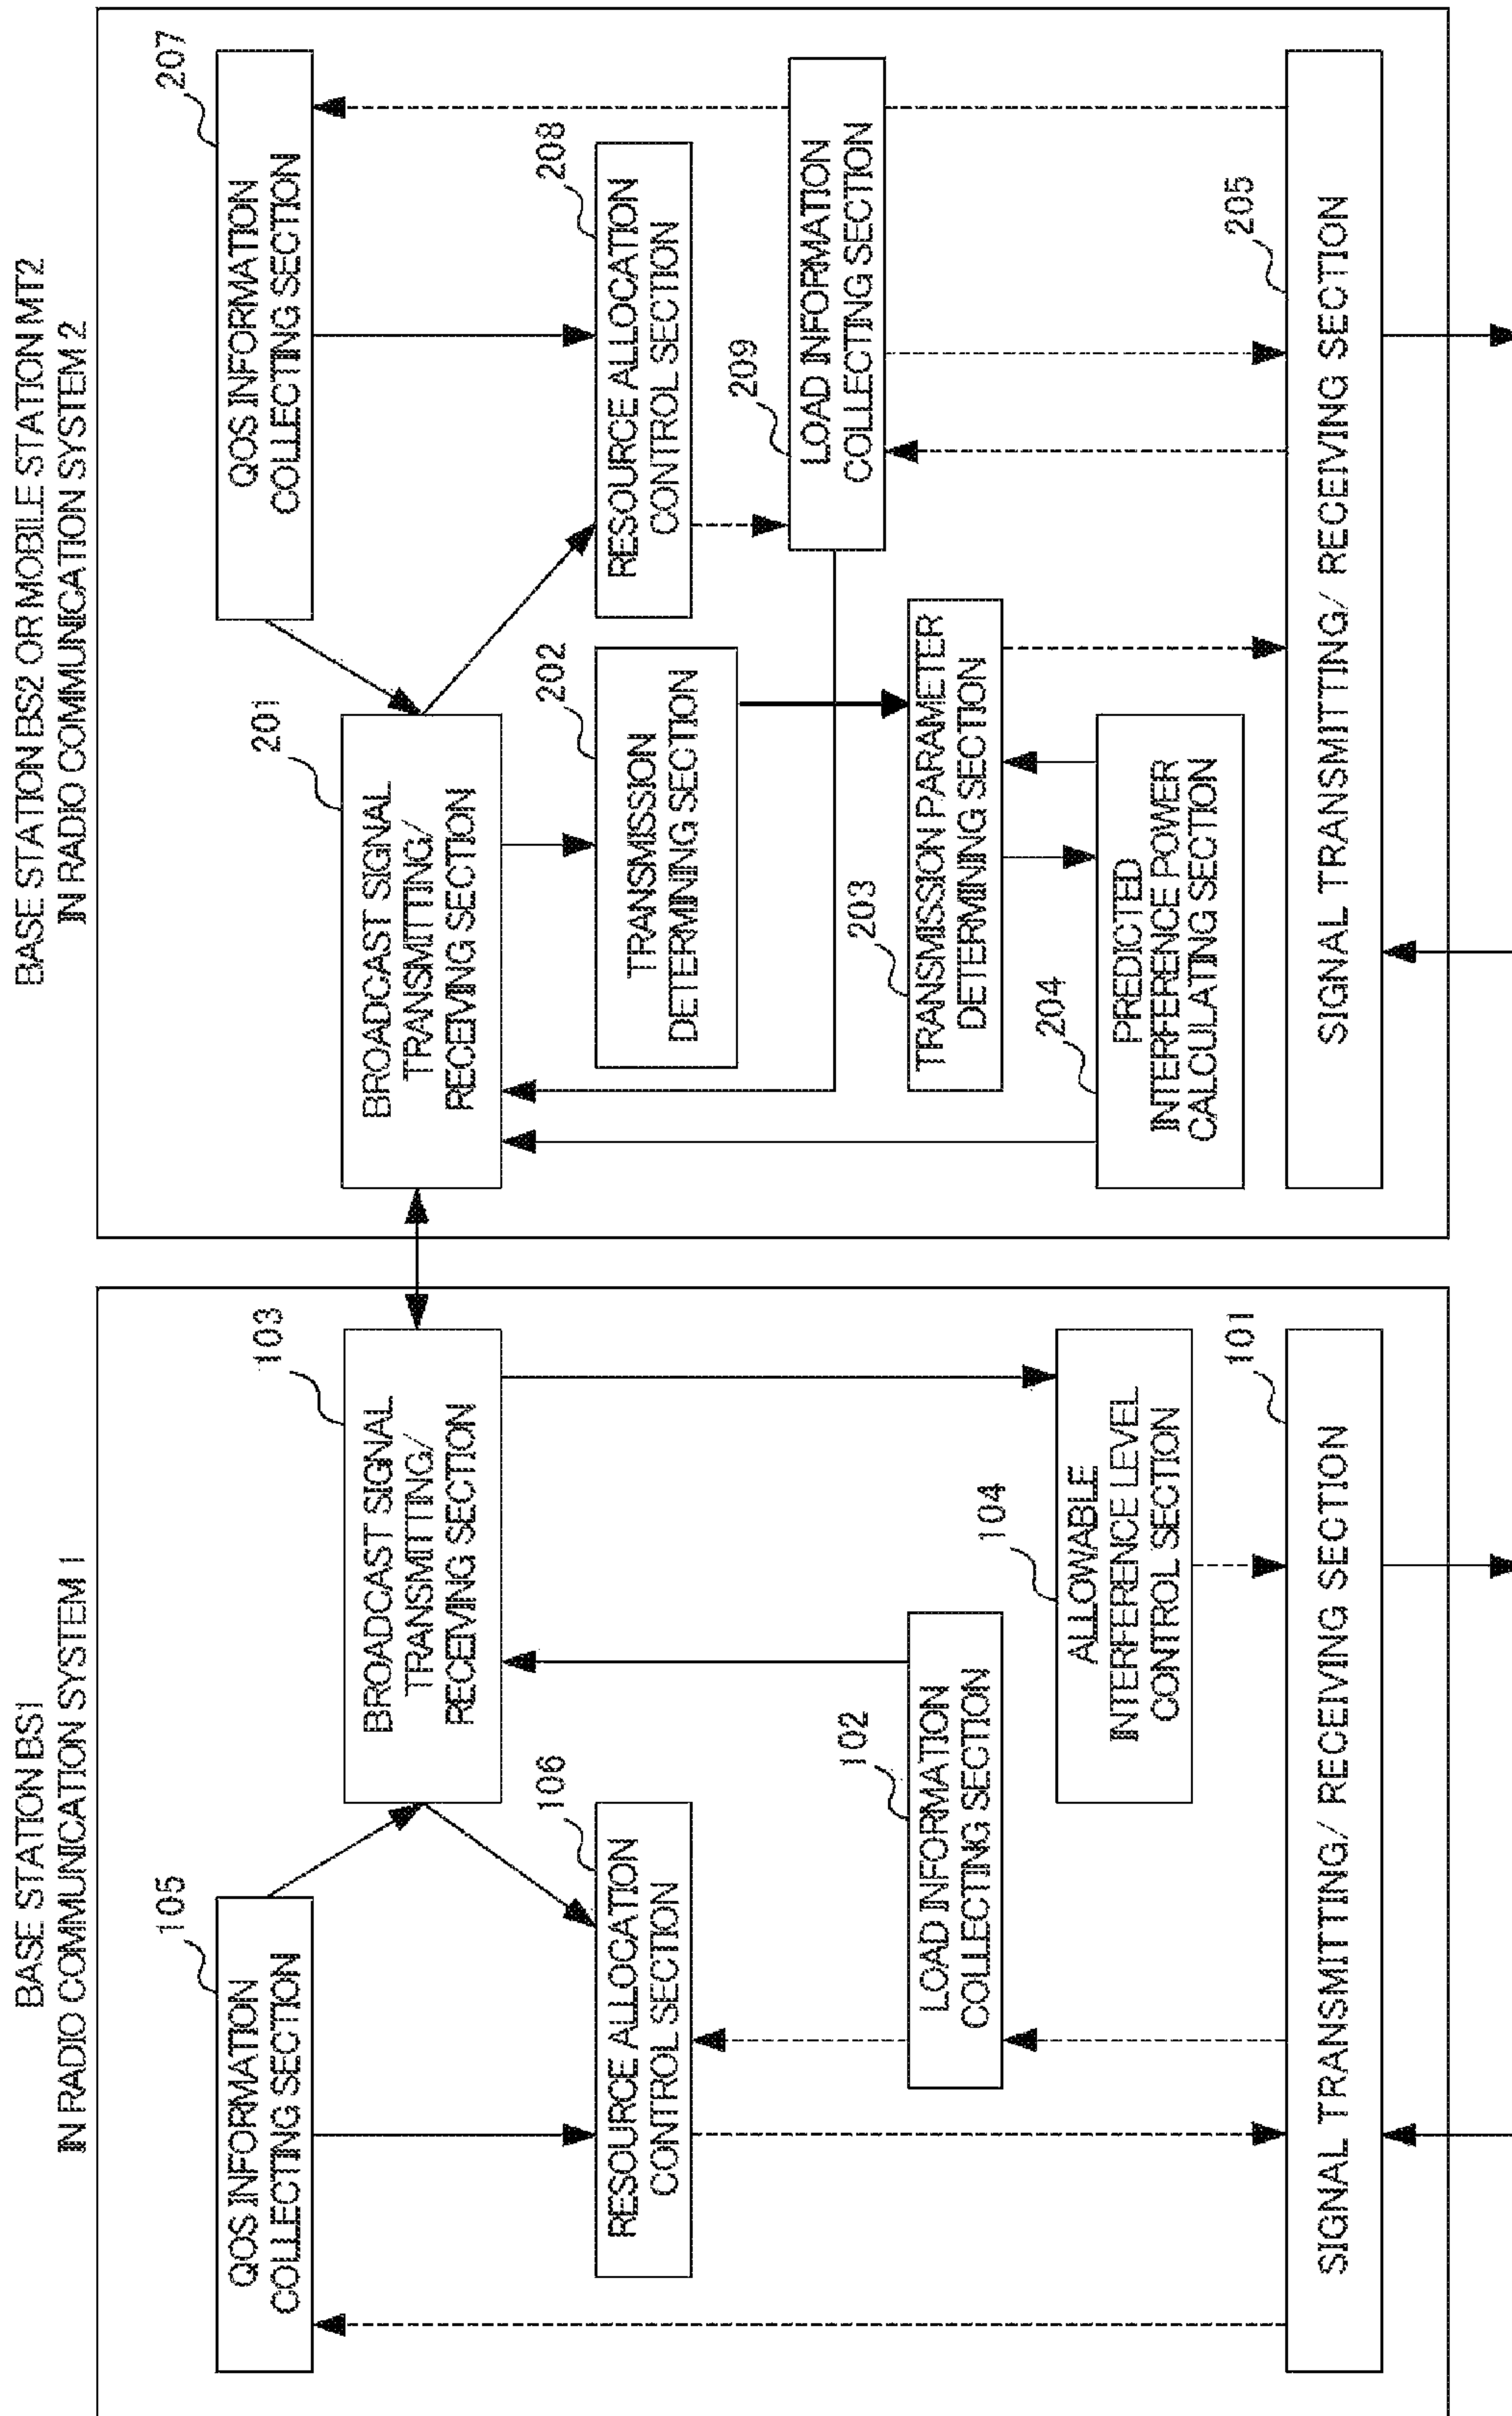 BASE STATION BS1
IN RADIO COMMUNICATION SYSTEM 1
105
QOS INFORMATION
COLLECTING SECTION
103
BROADCAST SIGNAL
TRANSMITTING/
RECEIVING SECTION
106
RESOURCE ALLOCATION
CONTROL SECTION
102
LOAD INFORMATION
COLLECTING SECTION
104
ALLOWABLE
INTERFERENCE LEVEL
CONTROL SECTION
101
SIGNAL TRANSMITTING/ RECEIVING SECTION
BASE STATION BS2 OR MOBILE STATION MT2
IN RADIO COMMUNICATION SYSTEM 2
207
QOS INFORMATION
COLLECTING SECTION
201
BROADCAST SIGNAL
TRANSMITTING/
RECEIVING SECTION
208
RESOURCE ALLOCATION
CONTROL SECTION
202
TRANSMISSION
DETERMINING SECTION
209
LOAD INFORMATION
COLLECTING SECTION
203
TRANSMISSION PARAMETER
DETERMINING SECTION
204
PREDICTED
INTERFERENCE POWER
CALCULATING SECTION
205
SIGNAL TRANSMITTING/ RECEIVING SECTION